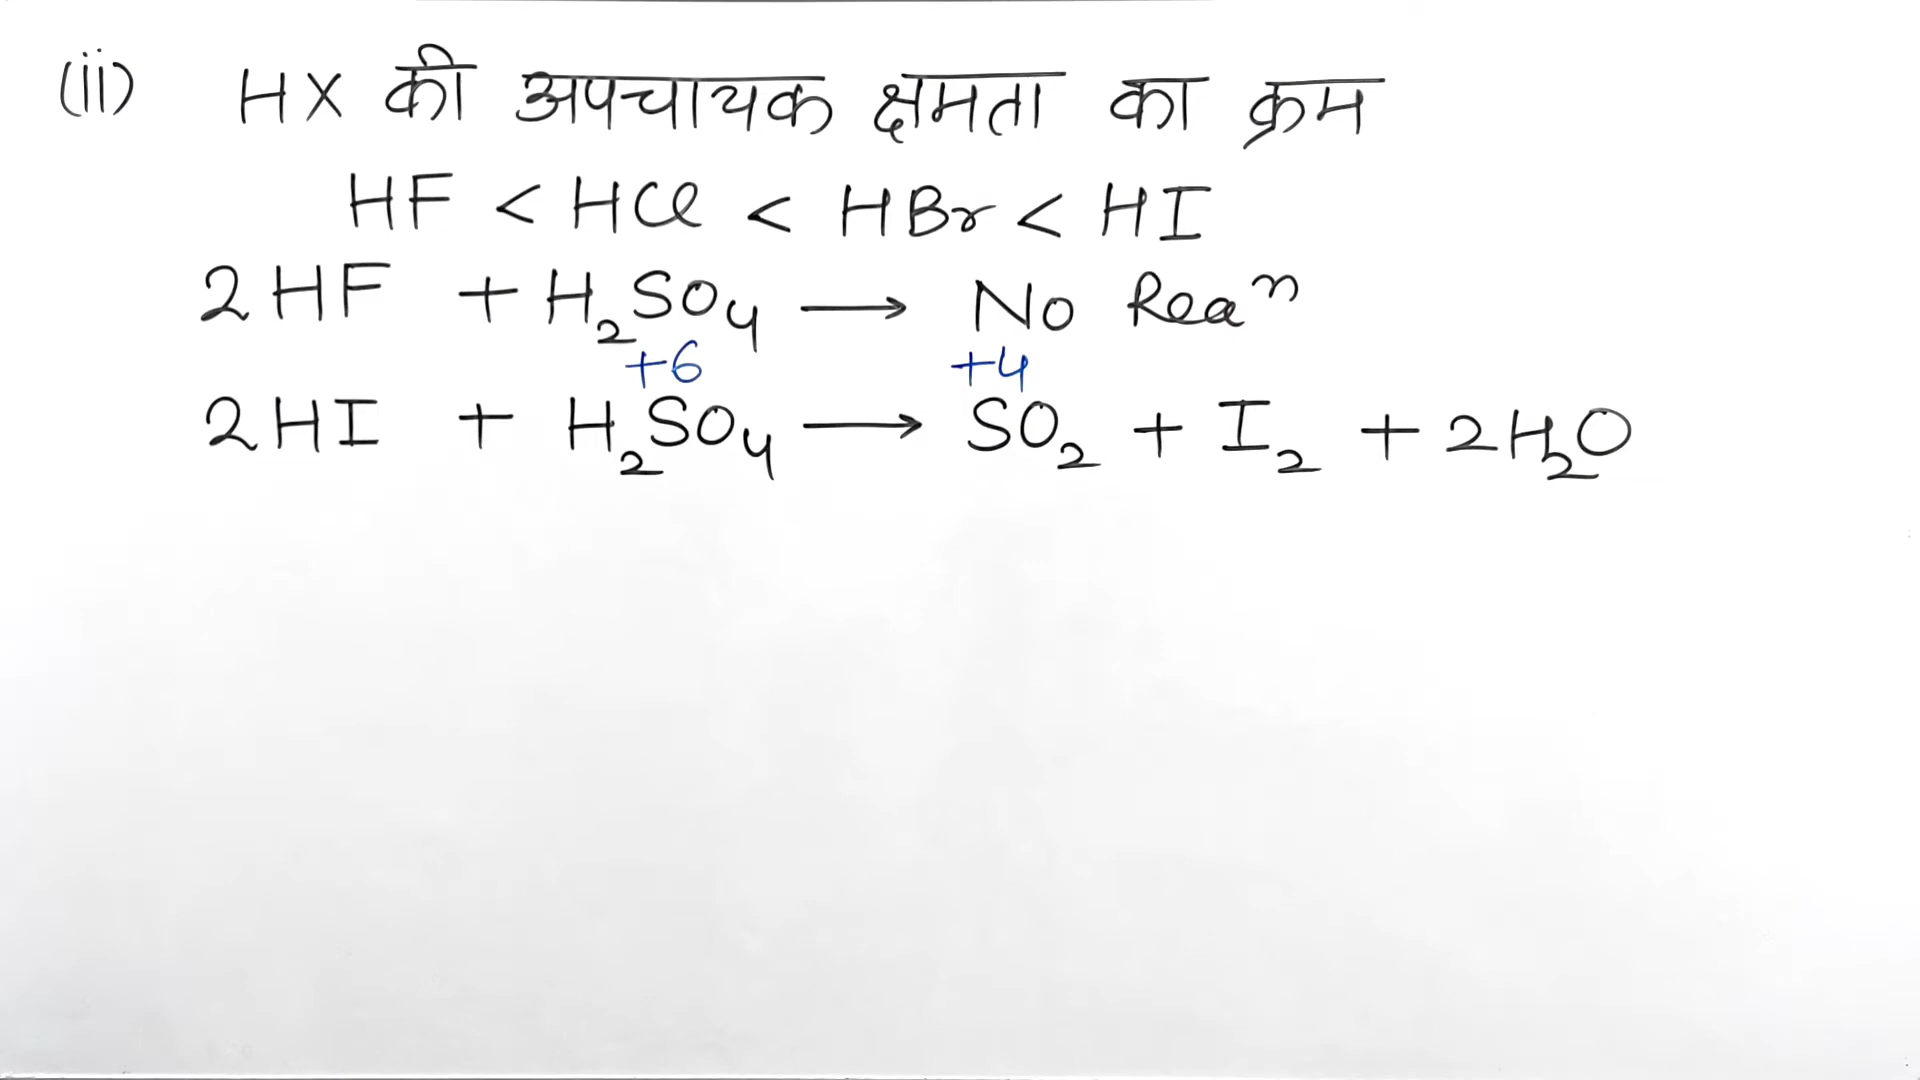 (ii) HX की अपचायक क्षमता का क्रम
HF < HCl < HBr < HI
2HF + H₂SO₄ ⟶ No Reaⁿ
+6 +4
2HI + H₂SO₄ ⟶ SO₂ + I₂ + 2H₂O